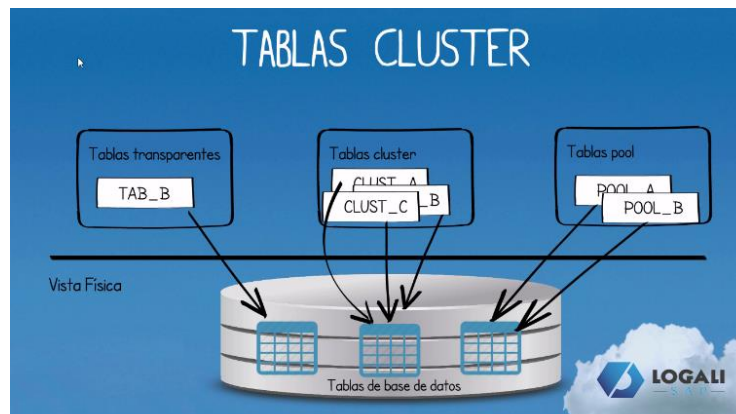 TABLAS CLUSTER
Tablas transparentes
TAB_B
Tablas cluster
CLUST_A
_B
CLUST_C
Tablas pool
POOL_A
POOL_B
Vista Física
Tablas de base de datos
LOGALI
SAP